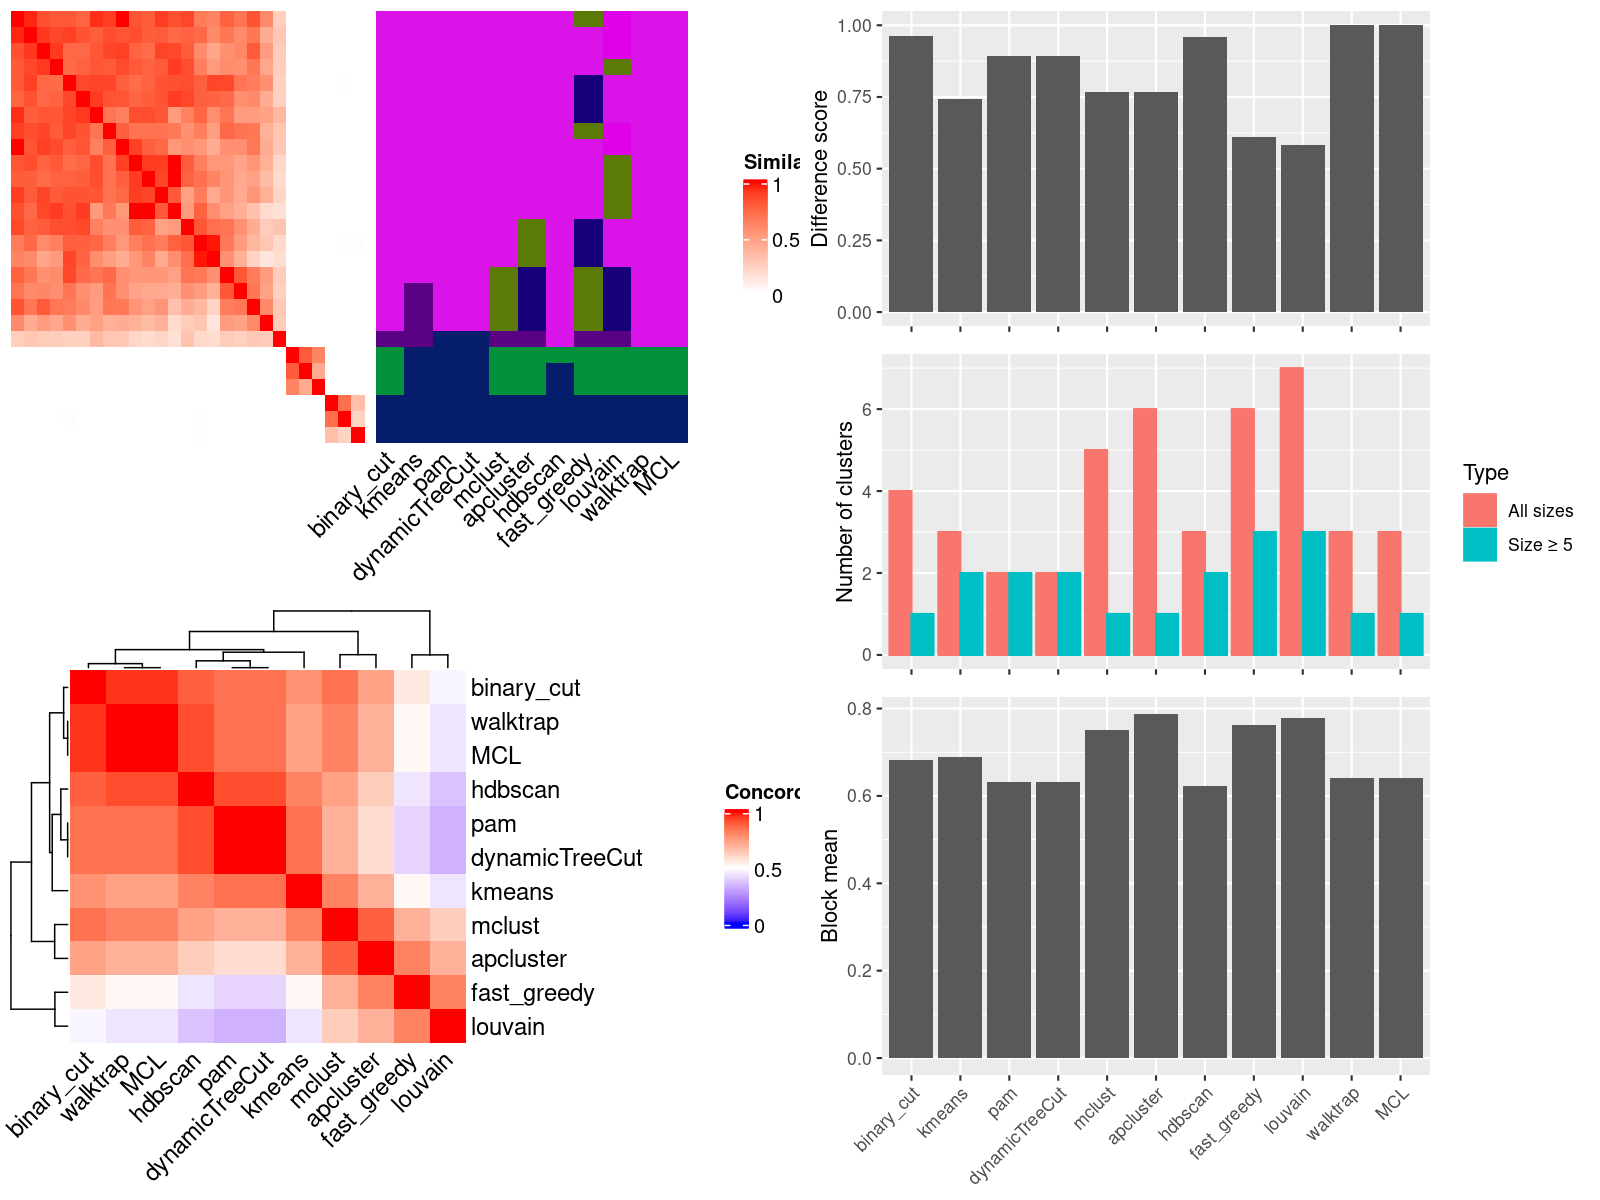 Simila
1
0.5
0
binary_cut
kmeans
pam
dynamicTreeCut
mclust
apcluster
hdbscan
fast_greedy
louvain
walktrap
MCL
Difference score
1.00
0.75
0.50
0.25
0.00
Number of clusters
6
4
2
0
Type
All sizes
Size ≥ 5
binary_cut
walktrap
MCL
hdbscan
pam
dynamicTreeCut
kmeans
mclust
apcluster
fast_greedy
louvain
binary_cut
walktrap
MCL
hdbscan
pam
dynamicTreeCut
kmeans
mclust
apcluster
fast_greedy
louvain
Concord
1
0.5
0
Block mean
0.8
0.6
0.4
0.2
0.0
binary_cut
kmeans
pam
dynamicTreeCut
mclust
apcluster
hdbscan
fast_greedy
louvain
walktrap
MCL